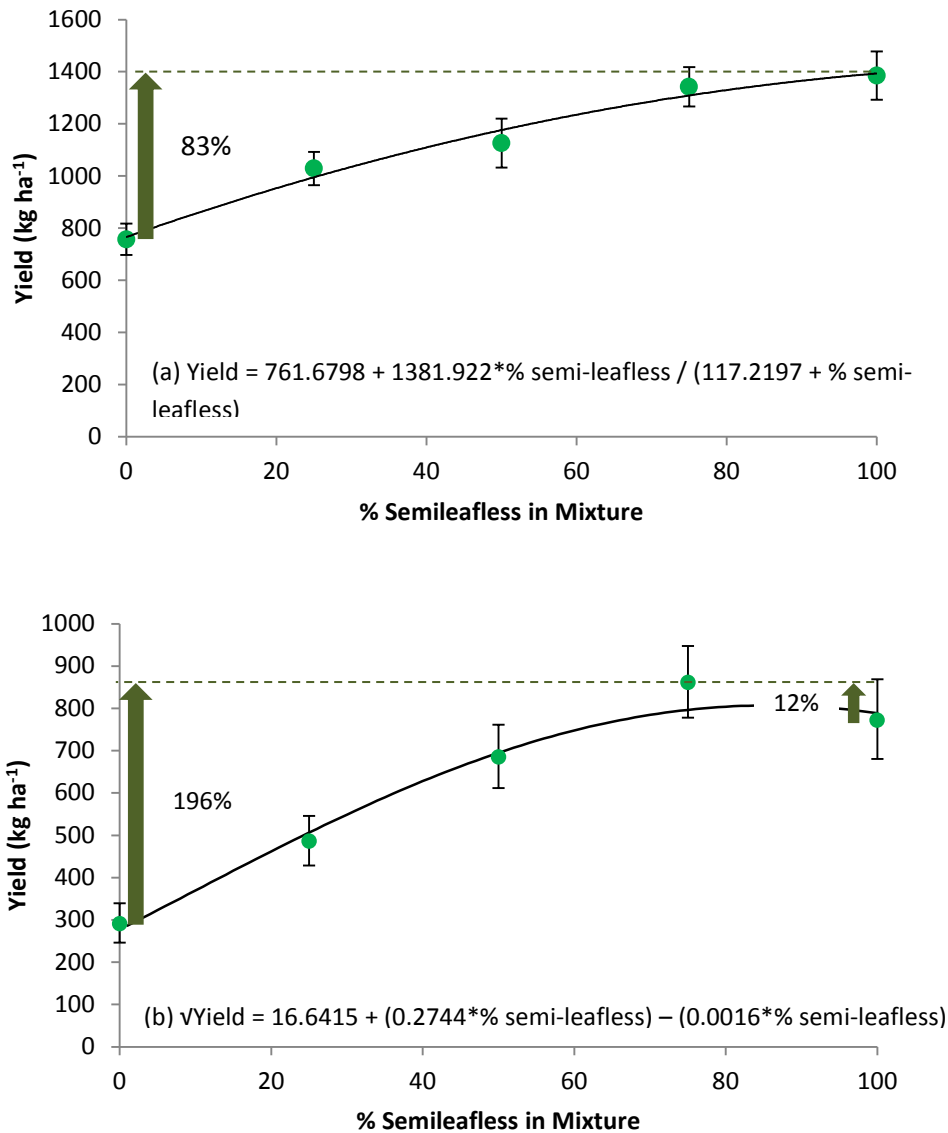 1600
1400
1200
1000
800
600
400
200
0
Yield (kg ha-1)
83%
(a) Yield = 761.6798 + 1381.922*% semi-leafless / (117.2197 + % semi-
leafless)
0 20 40 60 80 100
% Semileafless in Mixture
1000
900
800
700
600
500
400
300
200
100
0
Yield (kg ha-1)
12%
196%
(b) √Yield = 16.6415 + (0.2744*% semi-leafless) – (0.0016*% semi-leafless)
0 20 40 60 80 100
% Semileafless in Mixture